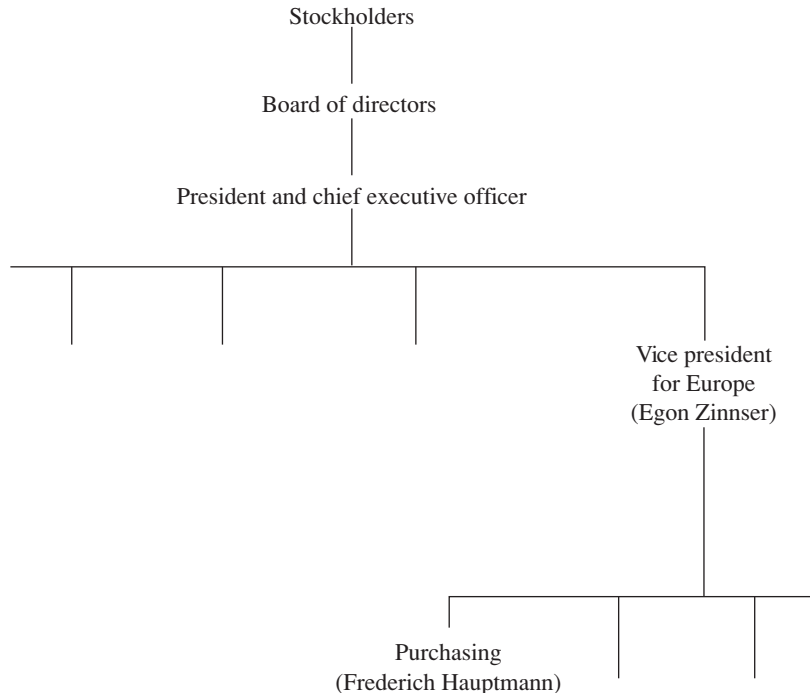 Stockholders
Board of directors
President and chief executive officer
Vice president
for Europe
(Egon Zinnser)
Purchasing
(Frederich Hauptmann)